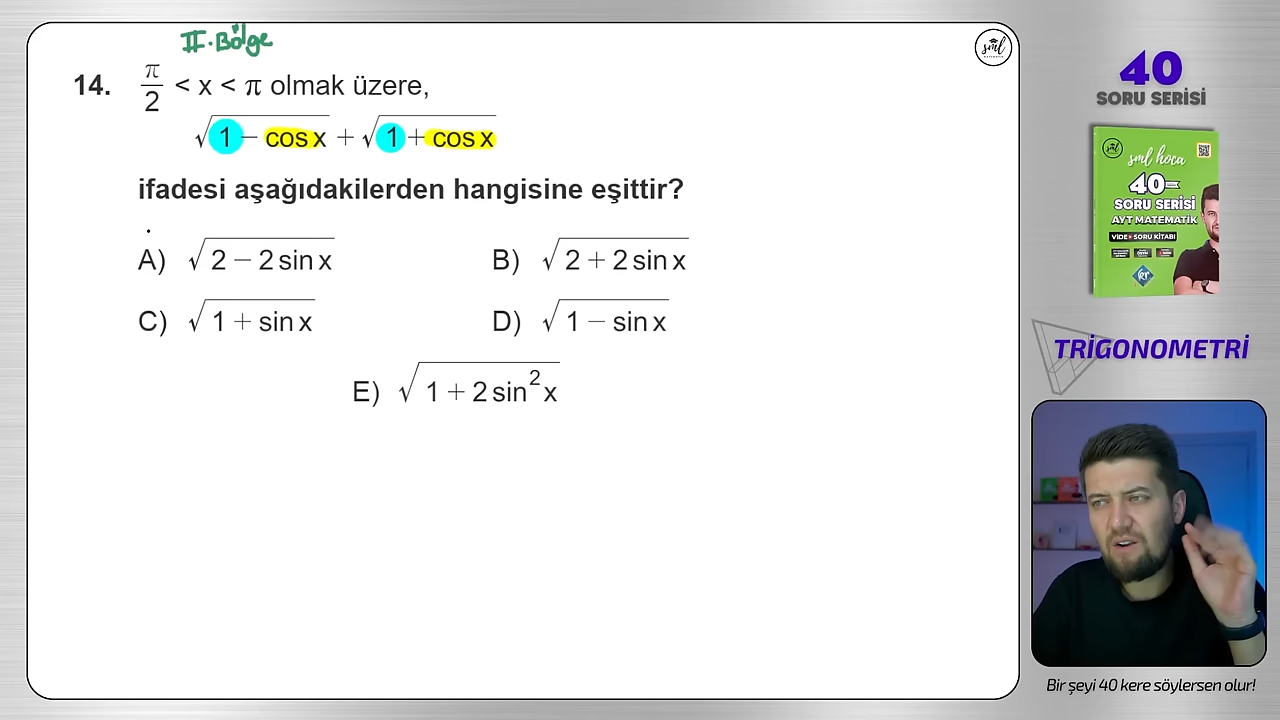 II. Bölge
14. π/2 < x < π olmak üzere,
√(1 − cos x) + √(1 + cos x)
ifadesi aşağıdakilerden hangisine eşittir?
A) √(2 − 2 sin x)
B) √(2 + 2 sin x)
C) √(1 + sin x)
D) √(1 − sin x)
E) √(1 + 2 sin²x)
sml
40
SORU SERİSİ
sml hoca
40
SORU SERİSİ
AYT MATEMATİK
VİDEO SORU KİTABI
TRİGONOMETRİ
Bir şeyi 40 kere söylersen olur!